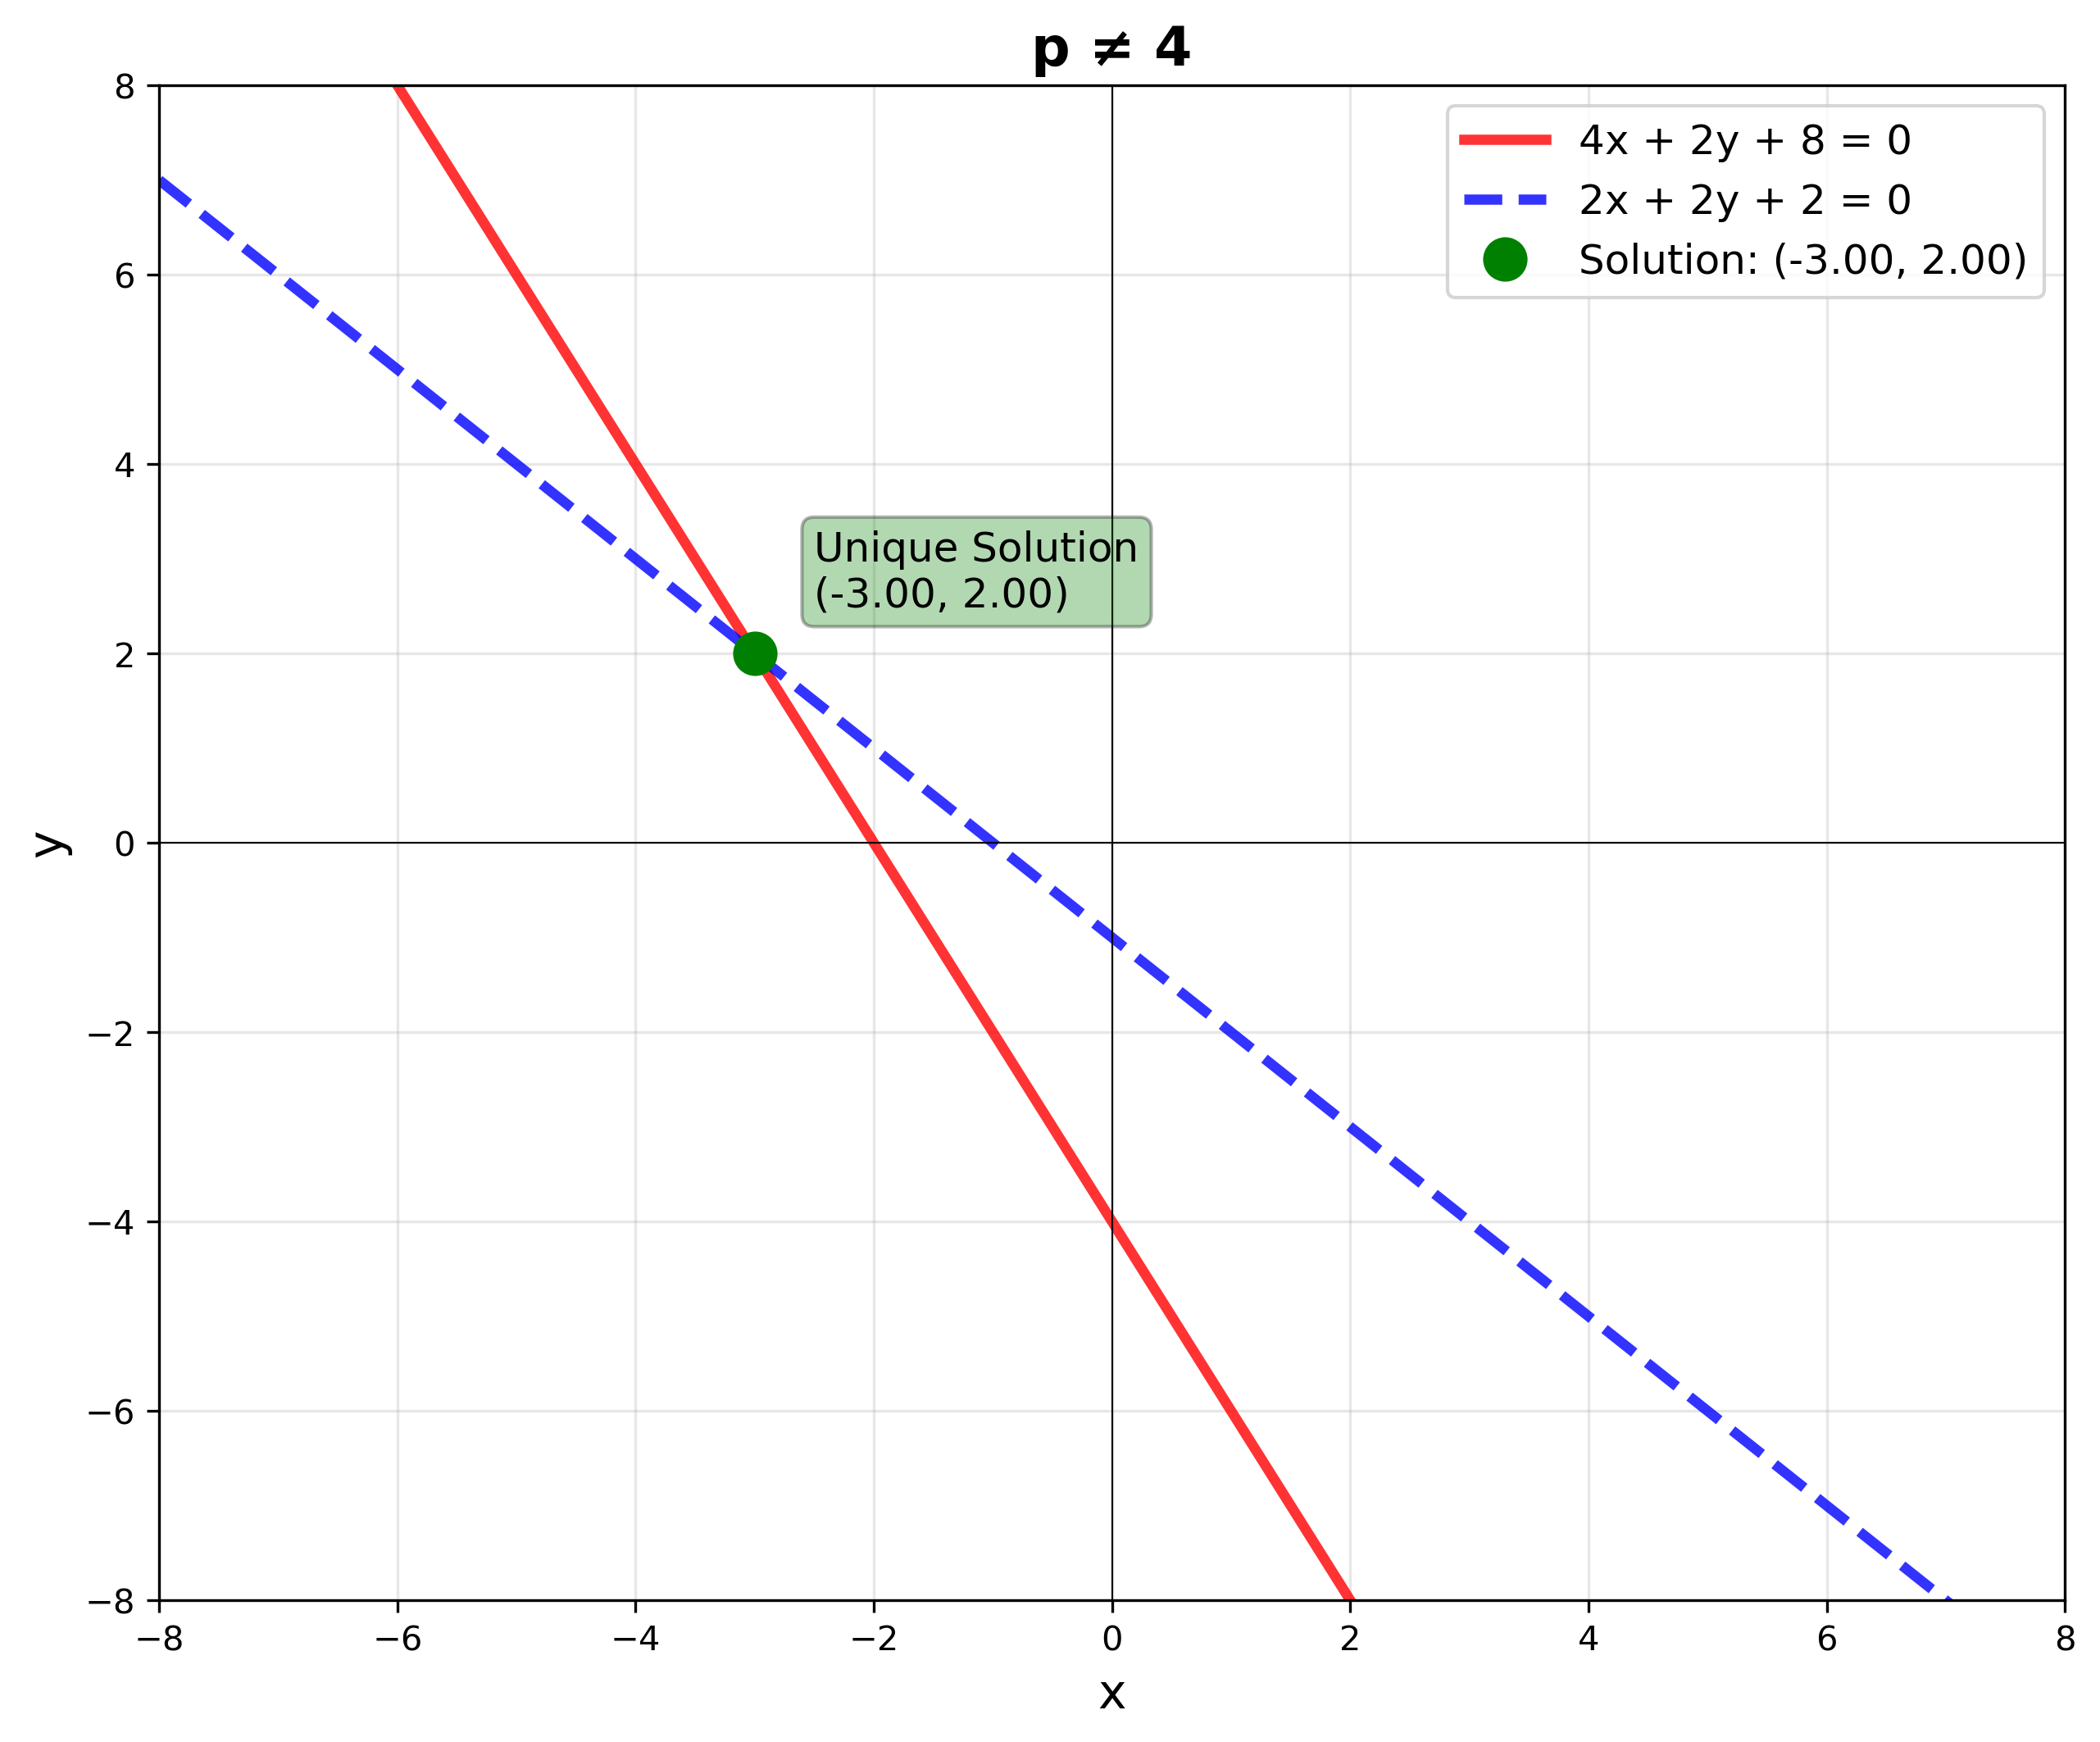 p ≠ 4
8
6
4
2
0
−2
−4
−6
−8
y
4x + 2y + 8 = 0
2x + 2y + 2 = 0
Solution: (-3.00, 2.00)
Unique Solution
(-3.00, 2.00)
−8 −6 −4 −2 0 2 4 6 8
x